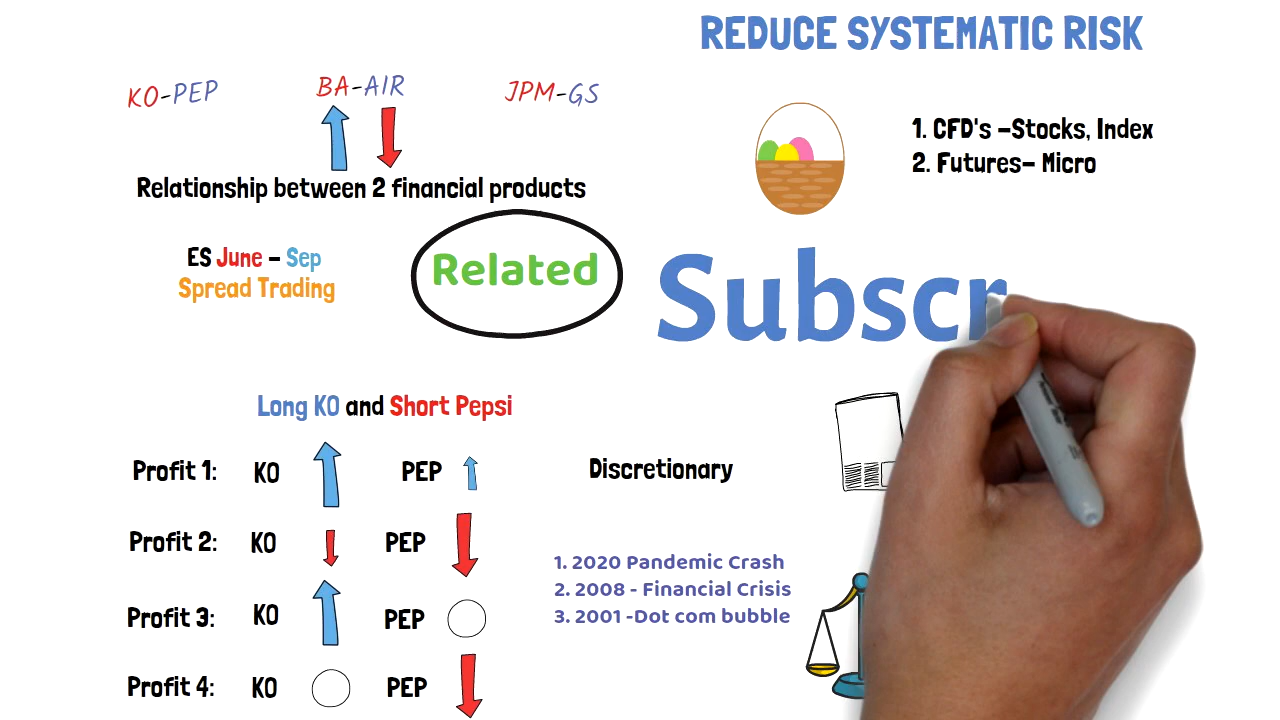 REDUCE SYSTEMATIC RISK
KO-PEP
BA-AIR
JPM-GS
1. CFD's –Stocks, Index
2. Futures– Micro
Relationship between 2 financial products
ES June – Sep
Spread Trading
Related
Subscr
Long KO and Short Pepsi
Profit 1: KO PEP
Discretionary
Profit 2: KO PEP
1. 2020 Pandemic Crash
2. 2008 - Financial Crisis
3. 2001 -Dot com bubble
Profit 3: KO PEP
Profit 4: KO PEP